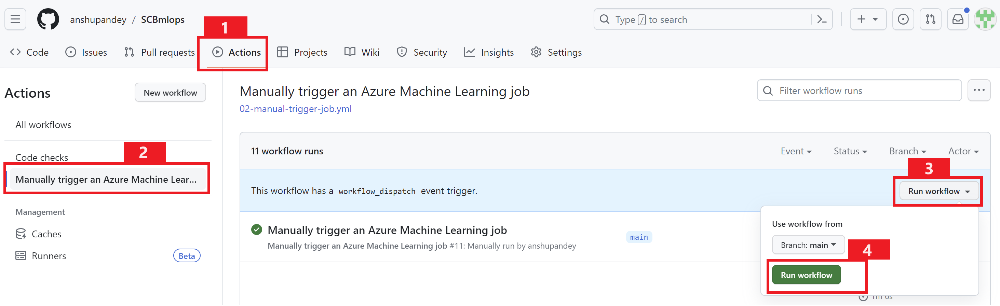 anshupandey / SCBmlops
Type / to search
1
Code
Issues
Pull requests
Actions
Projects
Wiki
Security
Insights
Settings
Actions
New workflow
All workflows
Code checks
2
Manually trigger an Azure Machine Lear...
Management
Caches
Runners
Beta
Manually trigger an Azure Machine Learning job
02-manual-trigger-job.yml
Filter workflow runs
11 workflow runs
Event
Status
Branch
Actor
3
This workflow has a workflow_dispatch event trigger.
Run workflow
Use workflow from
Branch: main
4
Run workflow
Manually trigger an Azure Machine Learning job
Manually trigger an Azure Machine Learning job #11: Manually run by anshupandey
main
1m 6s